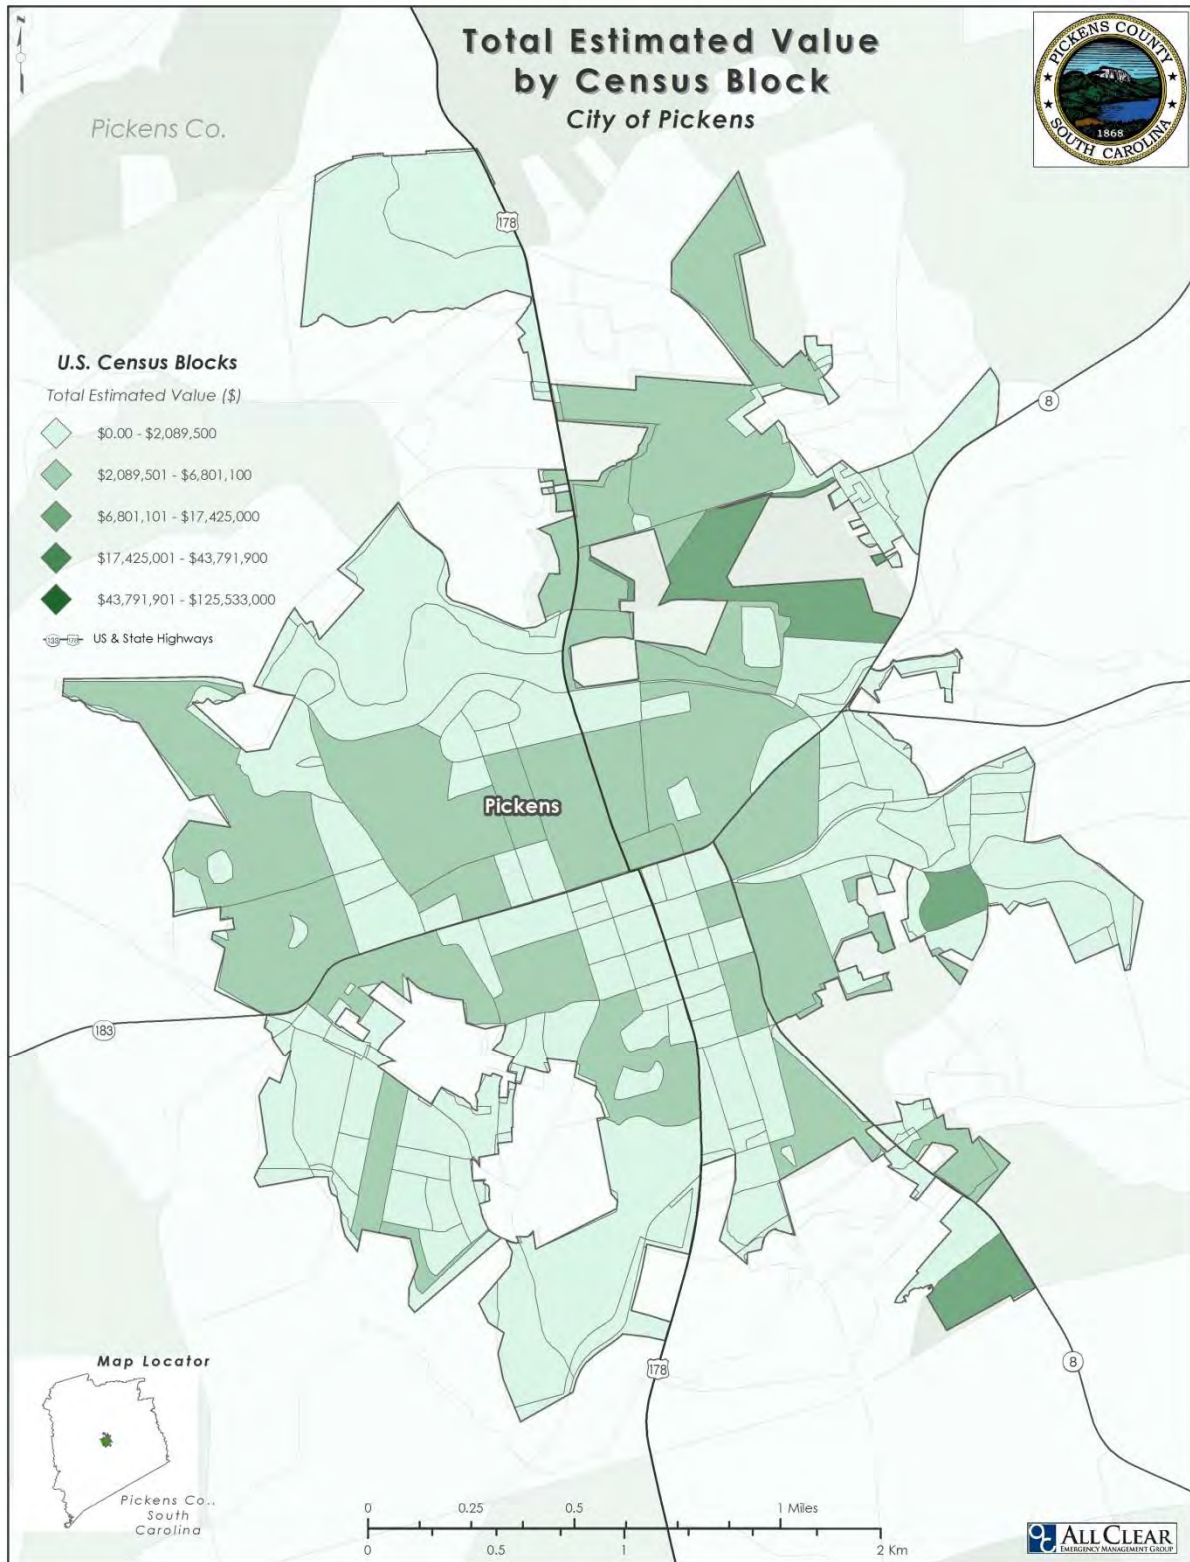 N
Total Estimated Value
by Census Block
City of Pickens
PICKENS COUNTY
1868
SOUTH CAROLINA
Pickens Co.
178
8
U.S. Census Blocks
Total Estimated Value ($)
$0.00 - $2,089,500
$2,089,501 - $6,801,100
$6,801,101 - $17,425,000
$17,425,001 - $43,791,900
$43,791,901 - $125,533,000
US & State Highways
Pickens
183
178
8
Map Locator
Pickens Co.,
South
Carolina
0 0.25 0.5 1 Miles
0 0.5 1 2 Km
ALL CLEAR
EMERGENCY MANAGEMENT GROUP